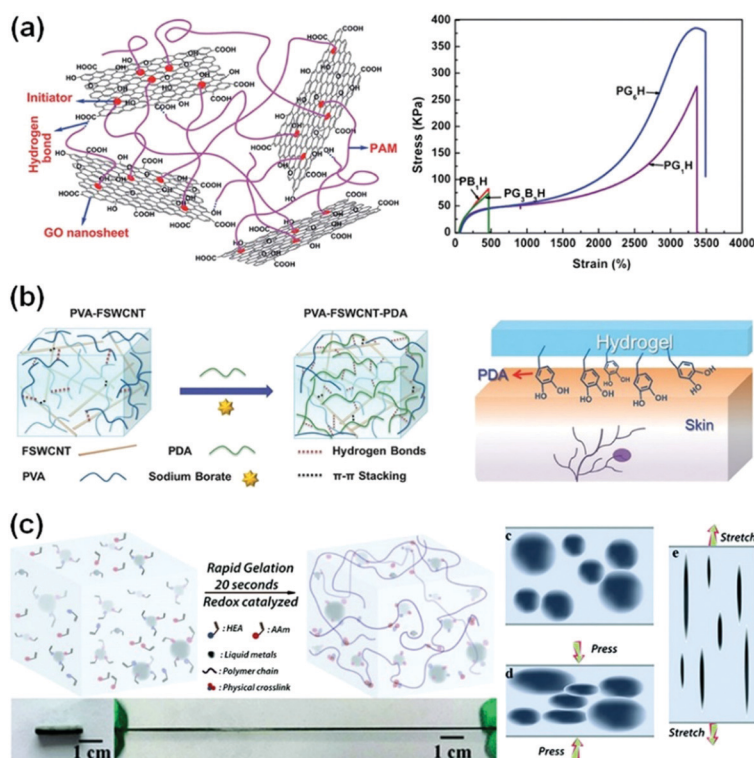 (a)
COOH
HOOC
Initiator
Hydrogen bond
PAM
GO nanosheet
Stress (KPa)
400
350
300
250
200
150
100
50
0
PG6H
PG1H
PB3H
0 500 1000 1500 2000 2500 3000 3500 4000
Strain (%)
(b)
PVA-FSWCNT
PVA-FSWCNT-PDA
FSWCNT
PDA
Hydrogen Bonds
PVA
Sodium Borate
π-π Stacking
Hydrogel
PDA
HO OH
Skin
(c)
Rapid Gelation
20 seconds
Redox catalyzed
: HEA
: AAm
: Liquid metals
: Polymer chain
: Physical crosslink
1 cm
1 cm
c
Press
d
Press
e
Stretch
Stretch